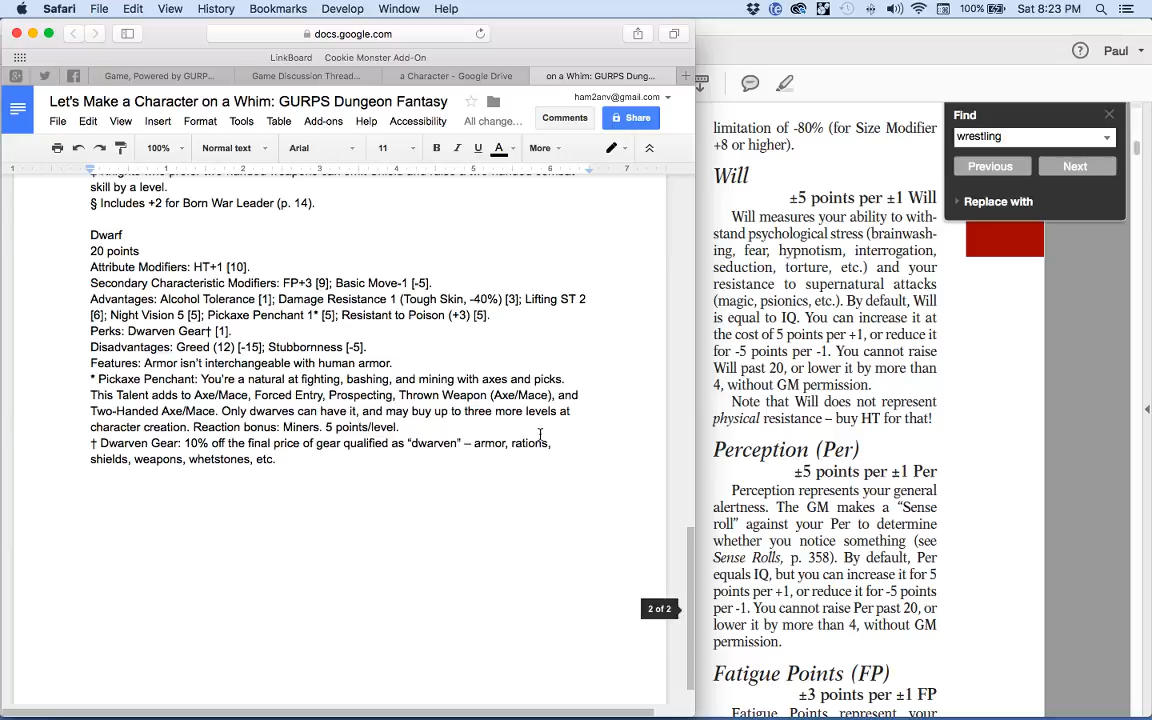 Safari File Edit View History Bookmarks Develop Window Help
100% Sat 8:23 PM
docs.google.com
LinkBoard Cookie Monster Add-On
Game, Powered by GURP...
Game Discussion Thread...
a Character - Google Drive
on a Whim: GURPS Dung...
Let's Make a Character on a Whim: GURPS Dungeon Fantasy
ham2anv@gmail.com
File Edit View Insert Format Tools Table Add-ons Help Accessibility All change...
Comments
Share
100% Normal text Arial 11 B I U A More
1 1 2 3 4 5 6 7
skill by a level.
§ Includes +2 for Born War Leader (p. 14).
Dwarf
20 points
Attribute Modifiers: HT+1 [10].
Secondary Characteristic Modifiers: FP+3 [9]; Basic Move-1 [-5].
Advantages: Alcohol Tolerance [1]; Damage Resistance 1 (Tough Skin, -40%) [3]; Lifting ST 2
[6]; Night Vision 5 [5]; Pickaxe Penchant 1* [5]; Resistant to Poison (+3) [5].
Perks: Dwarven Gear† [1].
Disadvantages: Greed (12) [-15]; Stubbornness [-5].
Features: Armor isn’t interchangeable with human armor.
* Pickaxe Penchant: You’re a natural at fighting, bashing, and mining with axes and picks.
This Talent adds to Axe/Mace, Forced Entry, Prospecting, Thrown Weapon (Axe/Mace), and
Two-Handed Axe/Mace. Only dwarves can have it, and may buy up to three more levels at
character creation. Reaction bonus: Miners. 5 points/level.
† Dwarven Gear: 10% off the final price of gear qualified as “dwarven” – armor, rations,
shields, weapons, whetstones, etc.
2 of 2
Paul
Find
wrestling
Previous
Next
Replace with
limitation of -80% (for Size Modifier
+8 or higher).
Will
±5 points per ±1 Will
Will measures your ability to with-
stand psychological stress (brainwash-
ing, fear, hypnotism, interrogation,
seduction, torture, etc.) and your
resistance to supernatural attacks
(magic, psionics, etc.). By default, Will
is equal to IQ. You can increase it at
the cost of 5 points per +1, or reduce it
for -5 points per -1. You cannot raise
Will past 20, or lower it by more than
4, without GM permission.
Note that Will does not represent
physical resistance – buy HT for that!
Perception (Per)
±5 points per ±1 Per
Perception represents your general
alertness. The GM makes a “Sense
roll” against your Per to determine
whether you notice something (see
Sense Rolls, p. 358). By default, Per
equals IQ, but you can increase it for 5
points per +1, or reduce it for -5 points
per -1. You cannot raise Per past 20, or
lower it by more than 4, without GM
permission.
Fatigue Points (FP)
±3 points per ±1 FP
Fatigue Points represent your